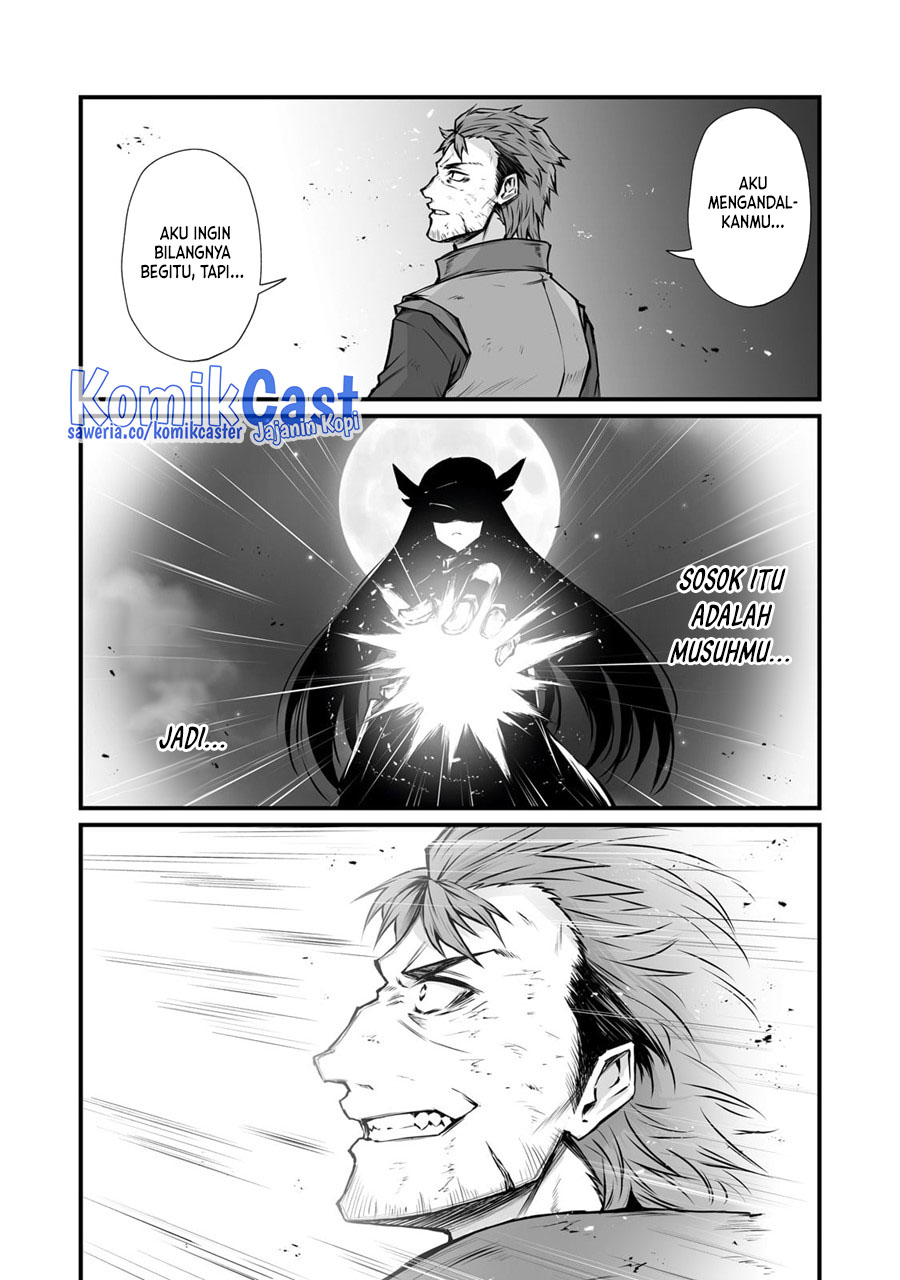 AKU
MENGANDAL-
KANMU...
AKU INGIN
BILANGNYA
BEGITU, TAPI...
KomikCast
saweria.co/komikcaster Jajanin Kopi
SOSOK ITU
ADALAH
MUSUHMU...
JADI...